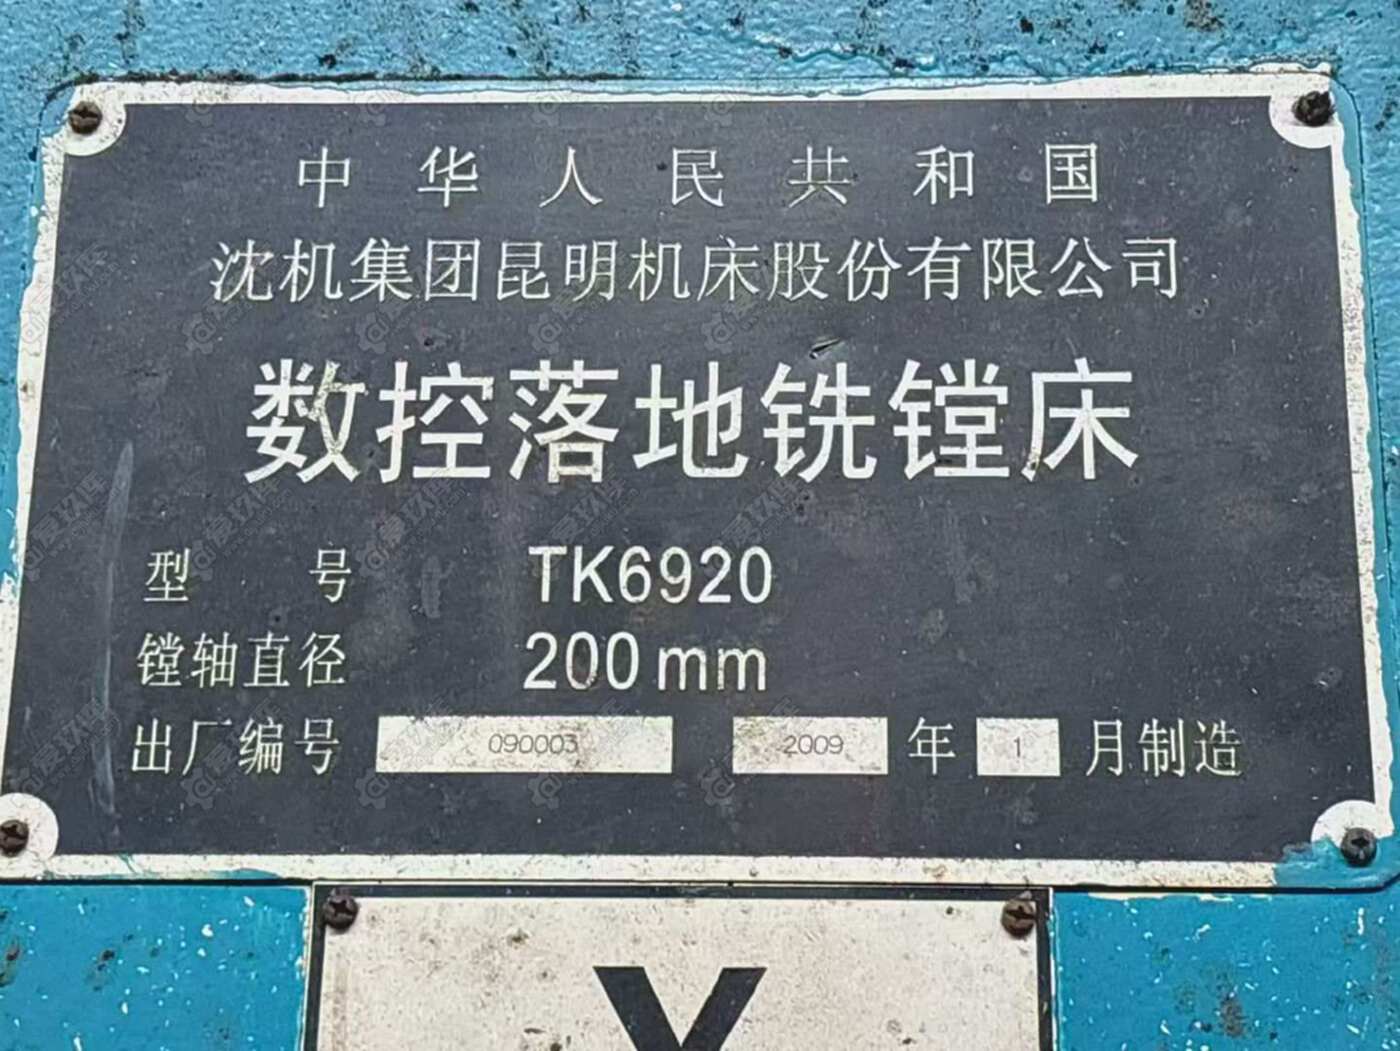 中华人民共和国
沈机集团昆明机床股份有限公司
数控落地铣镗床
型号 TK6920
镗轴直径 200mm
出厂编号 090003 2009 年 1 月制造